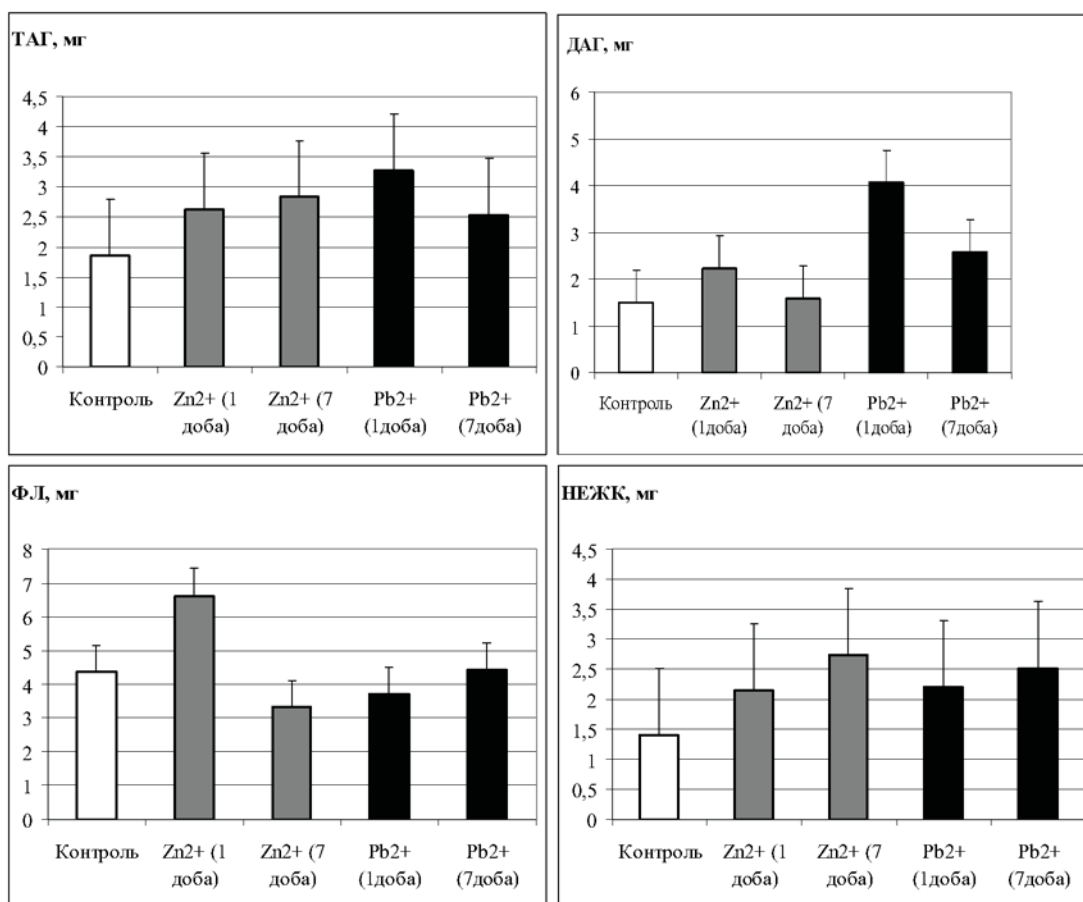 ТАГ, мг
4,5
4
3,5
3
2,5
2
1,5
1
0,5
0
Контроль
Zn2+ (1
доба)
Zn2+ (7
доба)
Pb2+
(1доба)
Pb2+
(7доба)
ДАГ, мг
6
5
4
3
2
1
0
Контроль
Zn2+
(1доба)
Zn2+ (7
доба)
Pb2+
(1доба)
Pb2+
(7доба)
ФЛ, мг
8
7
6
5
4
3
2
1
0
Контроль
Zn2+ (1
доба)
Zn2+ (7
доба)
Pb2+
(1доба)
Pb2+
(7доба)
НЕЖК, мг
4,5
4
3,5
3
2,5
2
1,5
1
0,5
0
Контроль
Zn2+ (1
доба)
Zn2+ (7
доба)
Pb2+
(1доба)
Pb2+
(7доба)